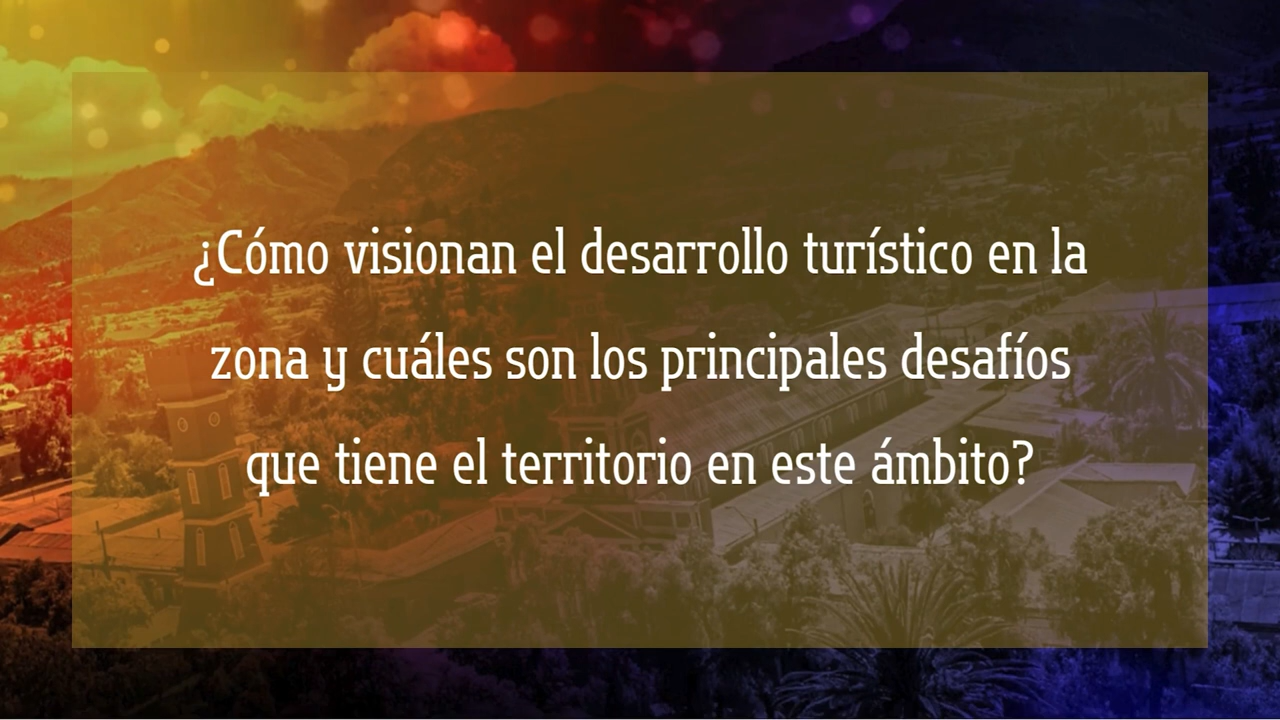 ¿Cómo visionan el desarrollo turístico en la
zona y cuáles son los principales desafíos
que tiene el territorio en este ámbito?